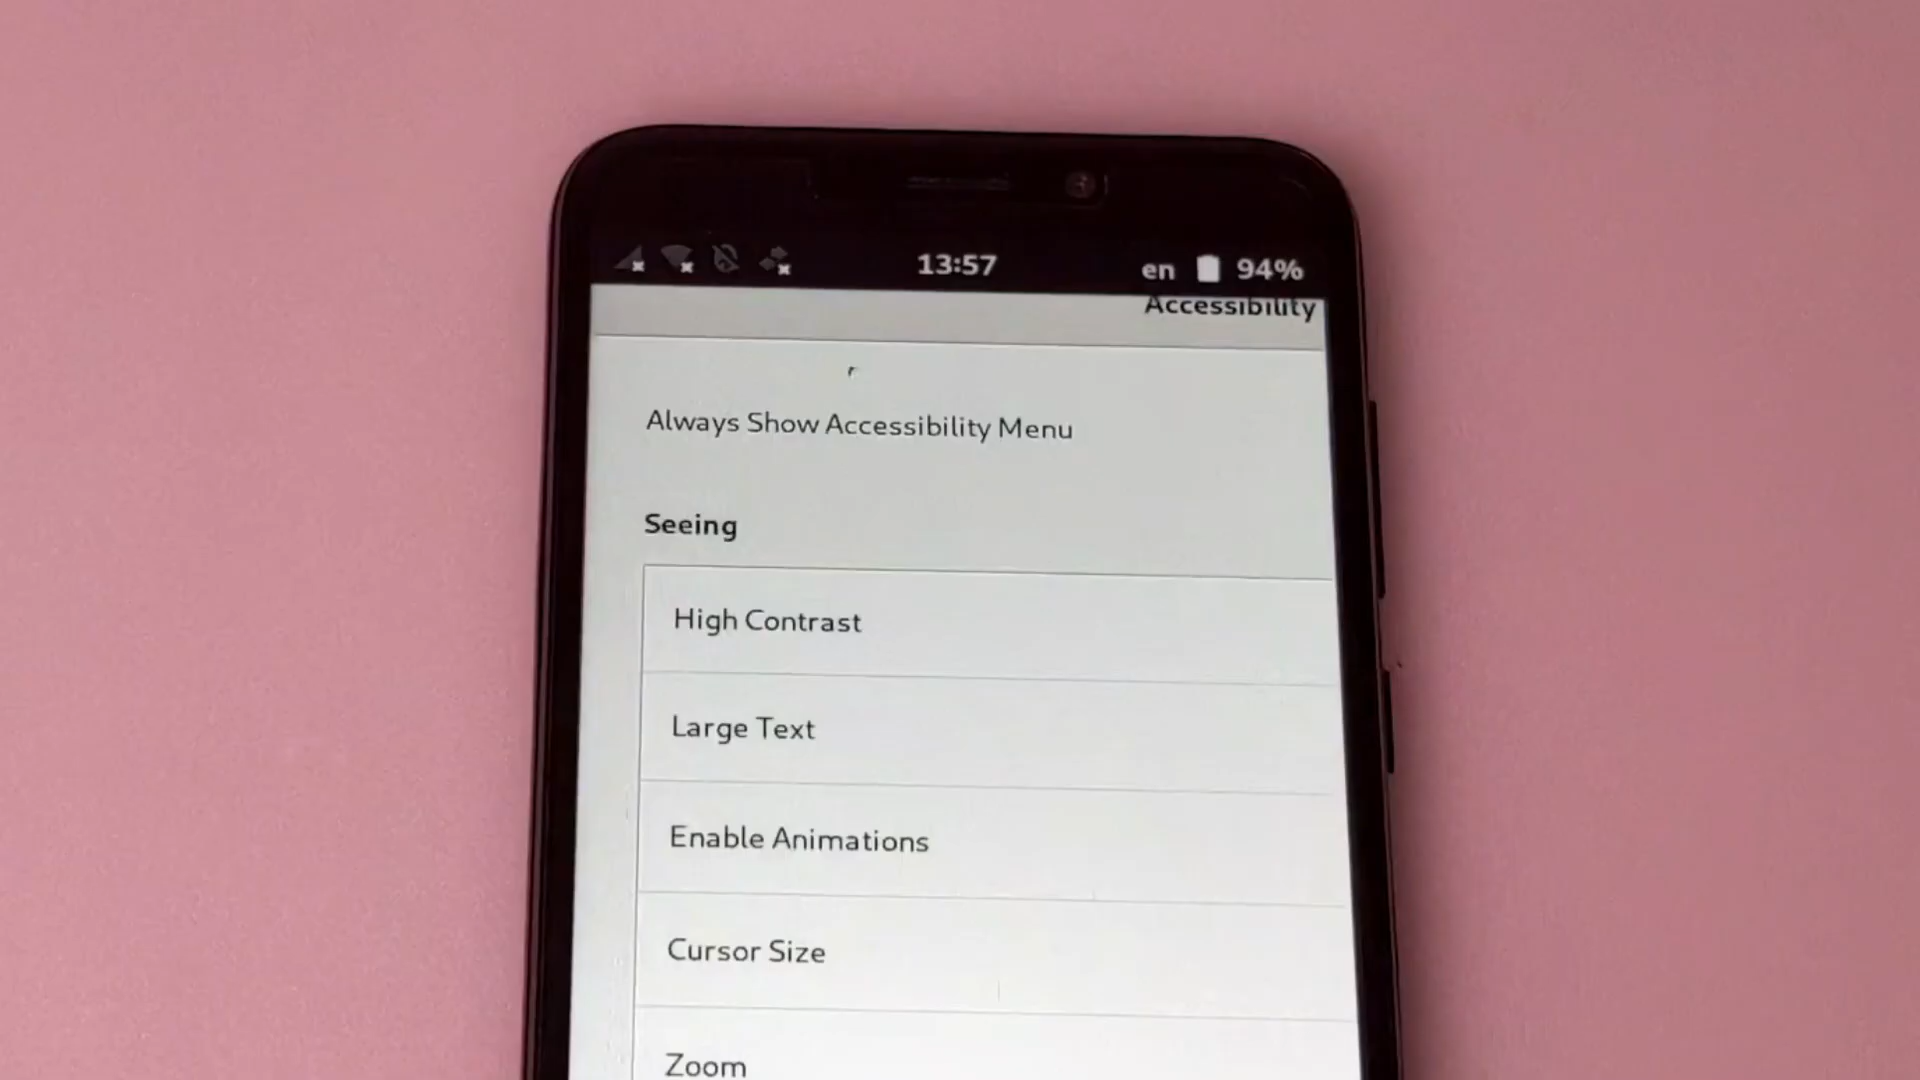 13:57 en 94%
Accessibility
Always Show Accessibility Menu
Seeing
High Contrast
Large Text
Enable Animations
Cursor Size
Zoom